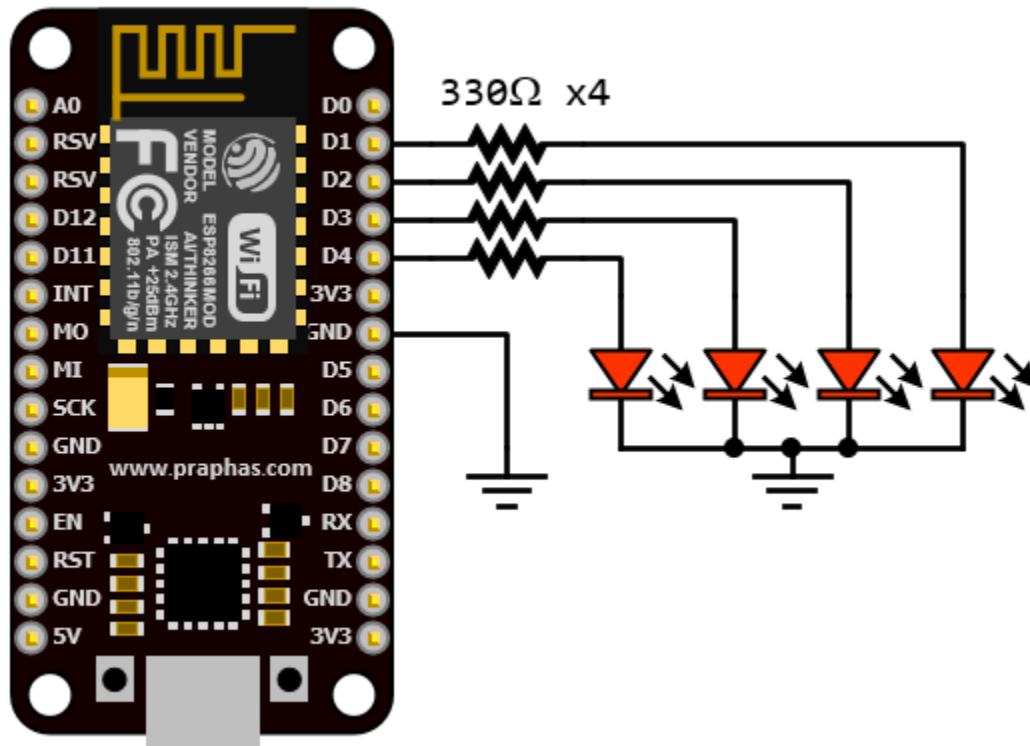 330Ω x4
A0
RSV
RSV
D12
D11
INT
MO
MI
SCK
GND
3V3
EN
RST
GND
5V
D0
D1
D2
D3
D4
3V3
GND
D5
D6
D7
D8
RX
TX
GND
3V3
FC
MODEL
VENDOR
ESP8266MOD
AI/THINKER
ISM 2.4GHz
PA +25dBm
802.11b/g/n
Wi Fi
www.praphas.com